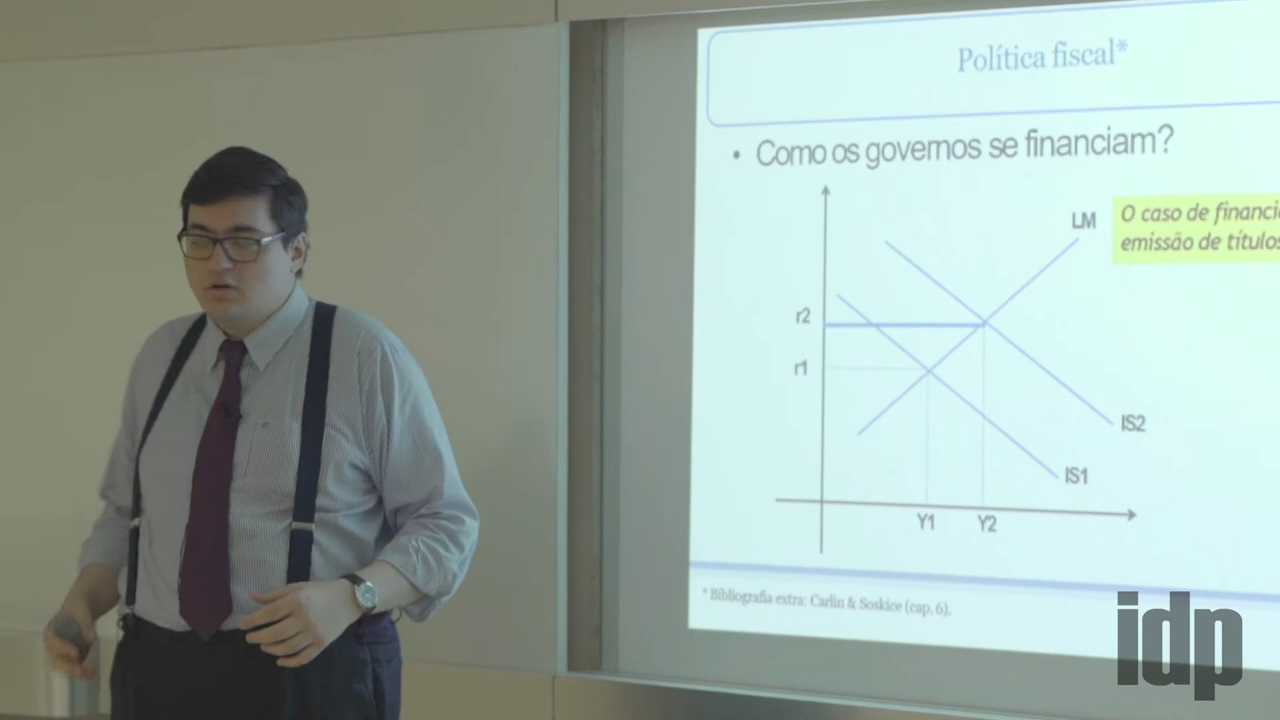 Política fiscal*
• Como os governos se financiam?
LM
O caso de
emissão de títulos
r2
r1
IS2
IS1
Y1
Y2
* Bibliografia extra: Carlin & Soskice (cap. 6).
idp